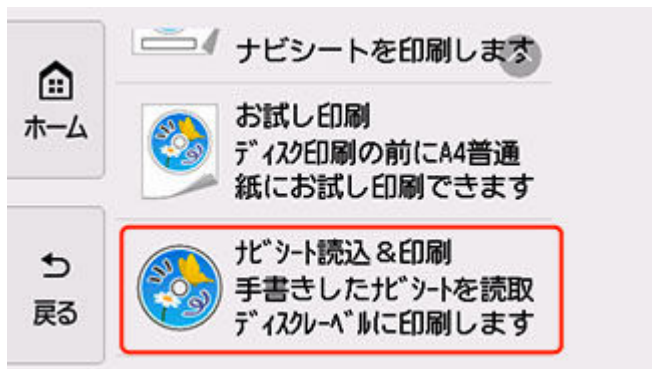 ナビシートを印刷します
ホーム
お試し印刷
ﾃﾞｨｽｸ印刷の前にA4普通
紙にお試し印刷できます
戻る
ﾅﾋﾞｼｰﾄ読込＆印刷
手書きしたﾅﾋﾞｼｰﾄを読取
ﾃﾞｨｽｸﾚｰﾍﾞﾙに印刷します